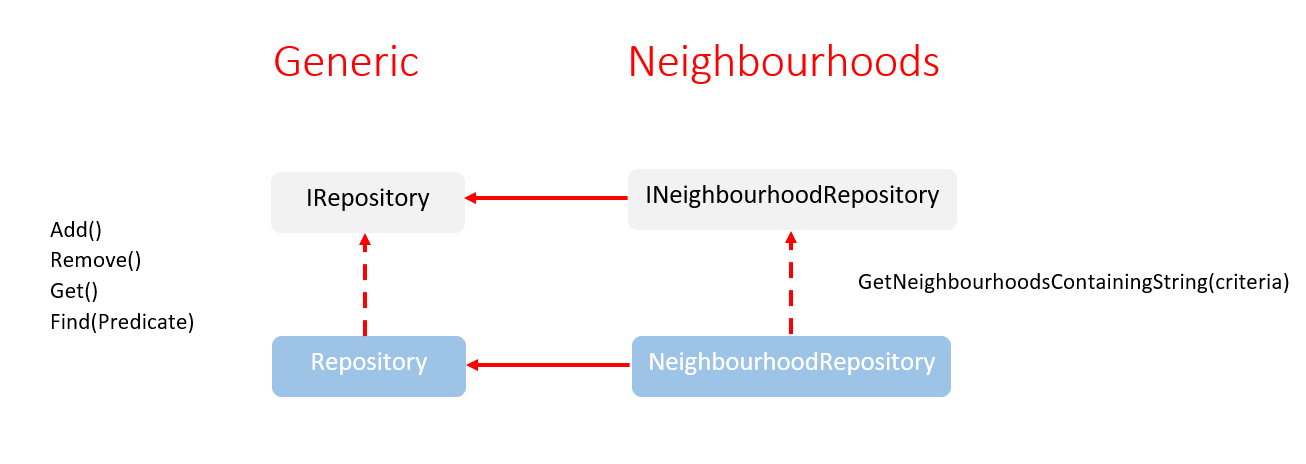 Generic
Neighbourhoods
IRepository
INeighbourhoodRepository
Add()
Remove()
Get()
Find(Predicate)
GetNeighbourhoodsContainingString(criteria)
Repository
NeighbourhoodRepository